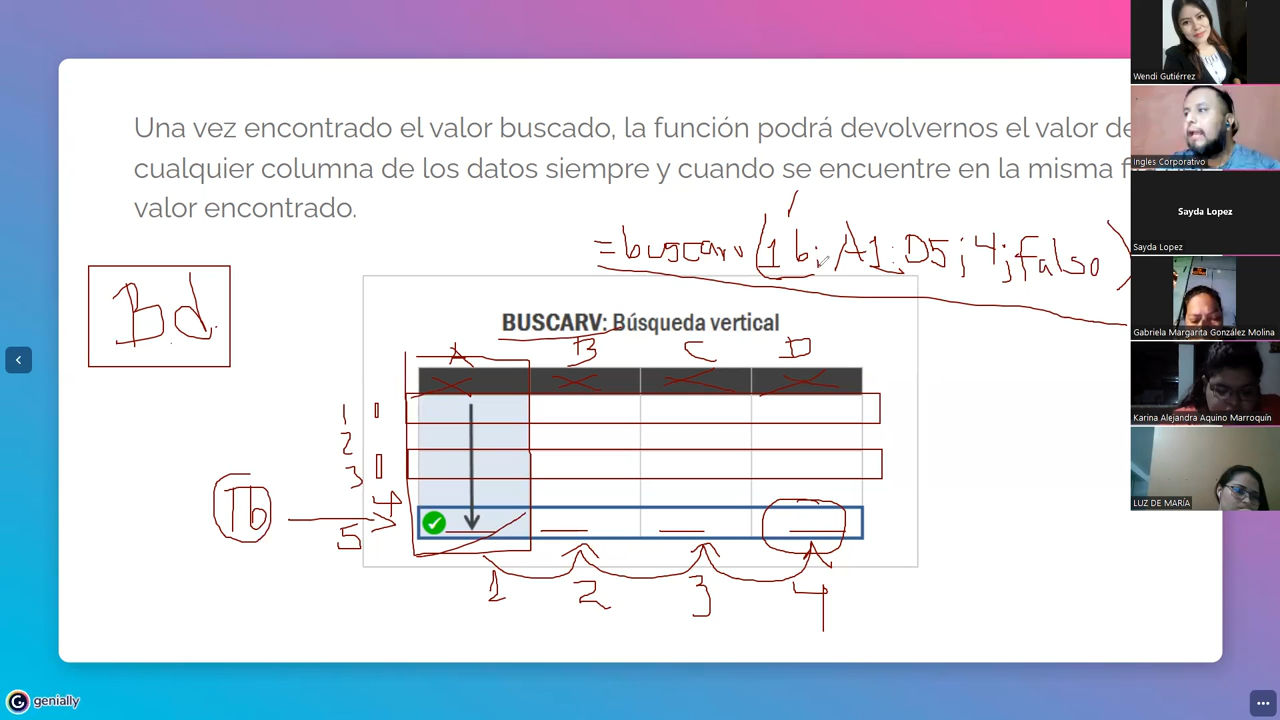 Una vez encontrado el valor buscado, la función podrá devolvernos el valor de
cualquier columna de los datos siempre y cuando se encuentre en la misma f
valor encontrado.
=buscarv(16;A1:D5;4;falso)
Bd
BUSCARV: Búsqueda vertical
A B C D
1
2
3
4
5
16
1 2 3 4
genially
Wendi Gutiérrez
Ingles Corporativo
Sayda Lopez
Sayda Lopez
Gabriela Margarita González Molina
Karina Alejandra Aquino Marroquín
LUZ DE MARÍA